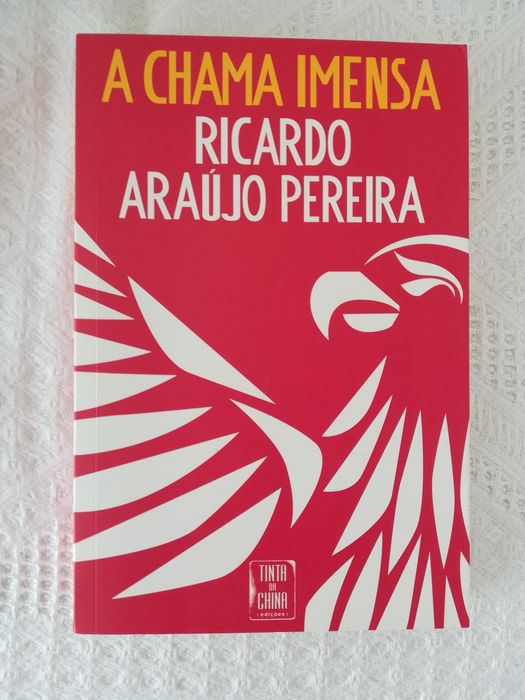 A CHAMA IMENSA
RICARDO
ARAÚJO PEREIRA
TINTA
DA
CHINA
edições